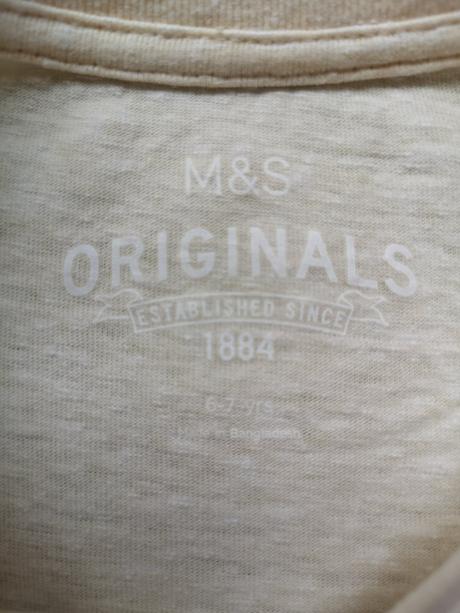 M&S
ORIGINALS
ESTABLISHED SINCE
1884
6-7 yrs
Bangladesh